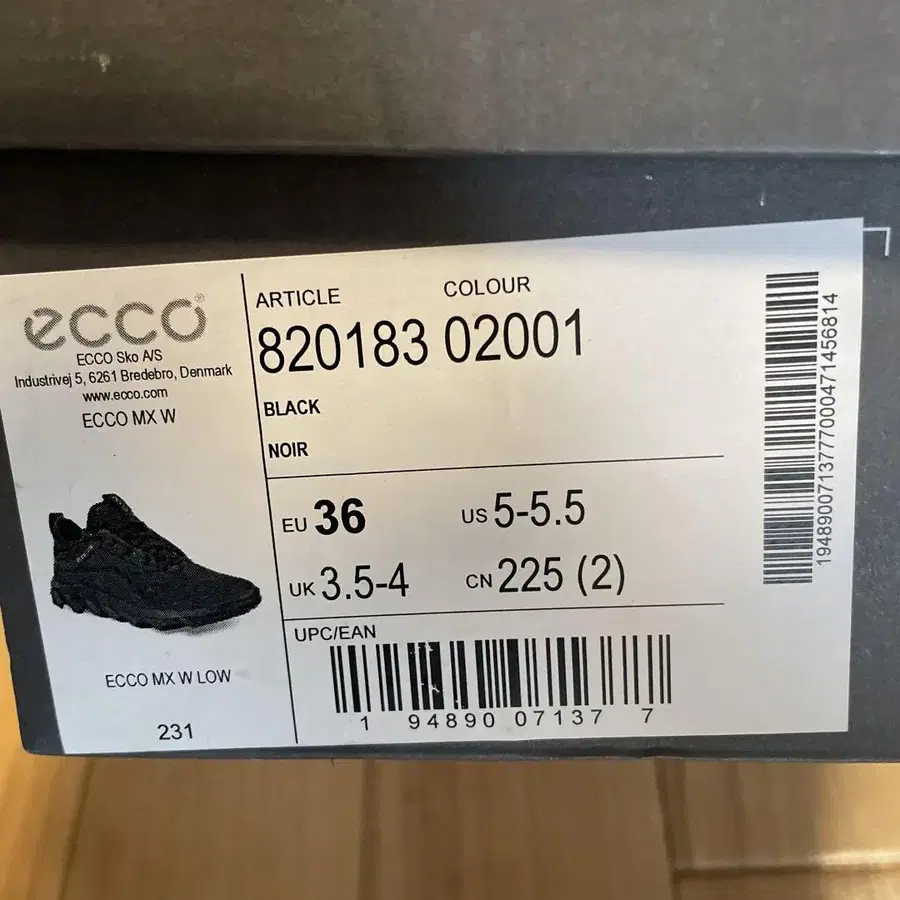 ecco®
ECCO Sko A/S
Industrivej 5, 6261 Bredebro, Denmark
www.ecco.com
ECCO MX W
ECCO MX W LOW
231
ARTICLE COLOUR
820183 02001
BLACK
NOIR
EU 36 US 5-5.5
UK 3.5-4 CN 225 (2)
UPC/EAN
1 94890 07137 7
19489007137770004714568​14